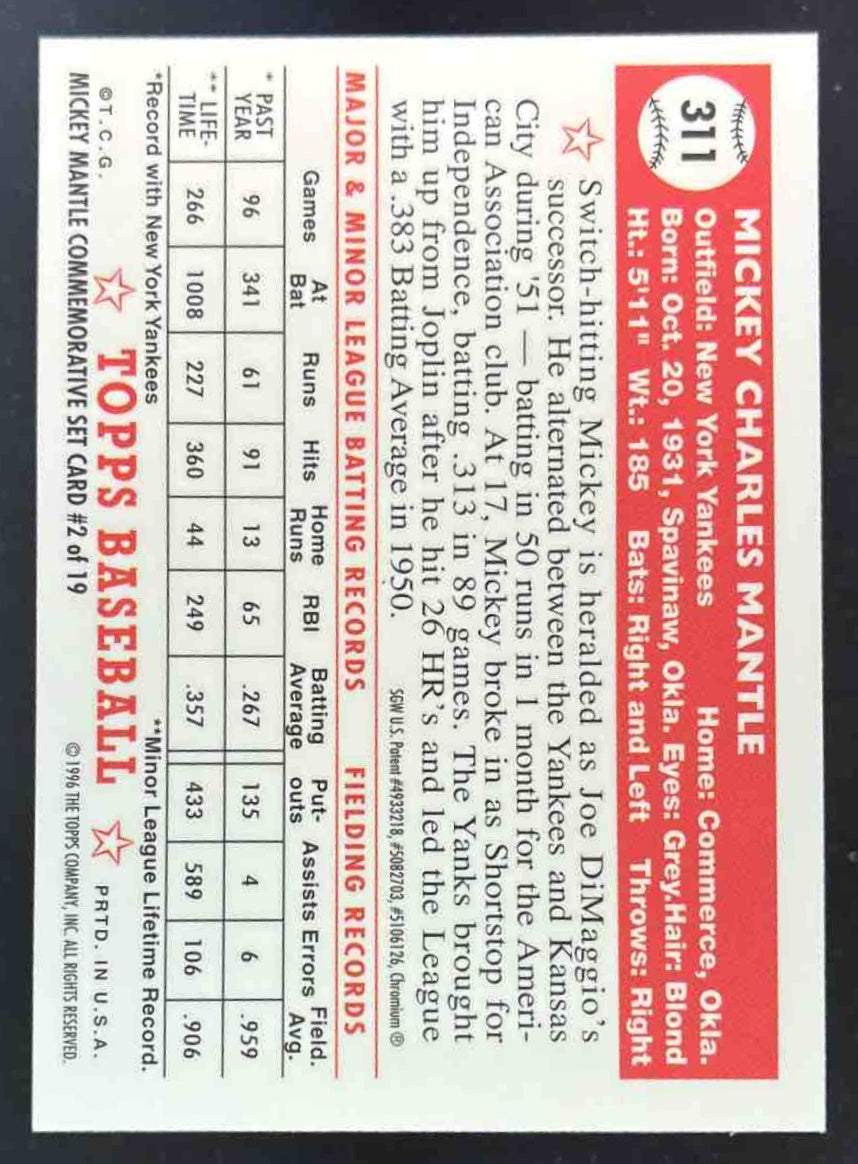 311
MICKEY CHARLES MANTLE
Outfield: New York Yankees Home: Commerce, Okla.
Born: Oct. 20, 1931, Spavinaw, Okla. Eyes: Grey.Hair: Blond
Ht.: 5'11" Wt.: 185 Bats: Right and Left Throws: Right
Switch-hitting Mickey is heralded as Joe DiMaggio's
successor. He alternated between the Yankees and Kansas
City during '51 — batting in 50 runs in 1 month for the Ameri-
can Association club. At 17, Mickey broke in as Shortstop for
Independence, batting .313 in 89 games. The Yanks brought
him up from Joplin after he hit 26 HR's and led the League
with a .383 Batting Average in 1950.
SGW U.S. Patent #4933218, #5082703, #5106126, Chromium ®
MAJOR & MINOR LEAGUE BATTING RECORDS FIELDING RECORDS
Games At Bat Runs Hits Home Runs RBI Batting Average Put-outs Assists Errors Field. Avg.
* PAST YEAR 96 341 61 91 13 65 .267 135 4 6 .959
** LIFE-TIME 266 1008 227 360 44 249 .357 433 589 106 .906
*Record with New York Yankees **Minor League Lifetime Record.
©T.C.G. TOPPS BASEBALL PRTD. IN U.S.A.
MICKEY MANTLE COMMEMORATIVE SET CARD #2 of 19 © 1996 THE TOPPS COMPANY, INC. ALL RIGHTS RESERVED.